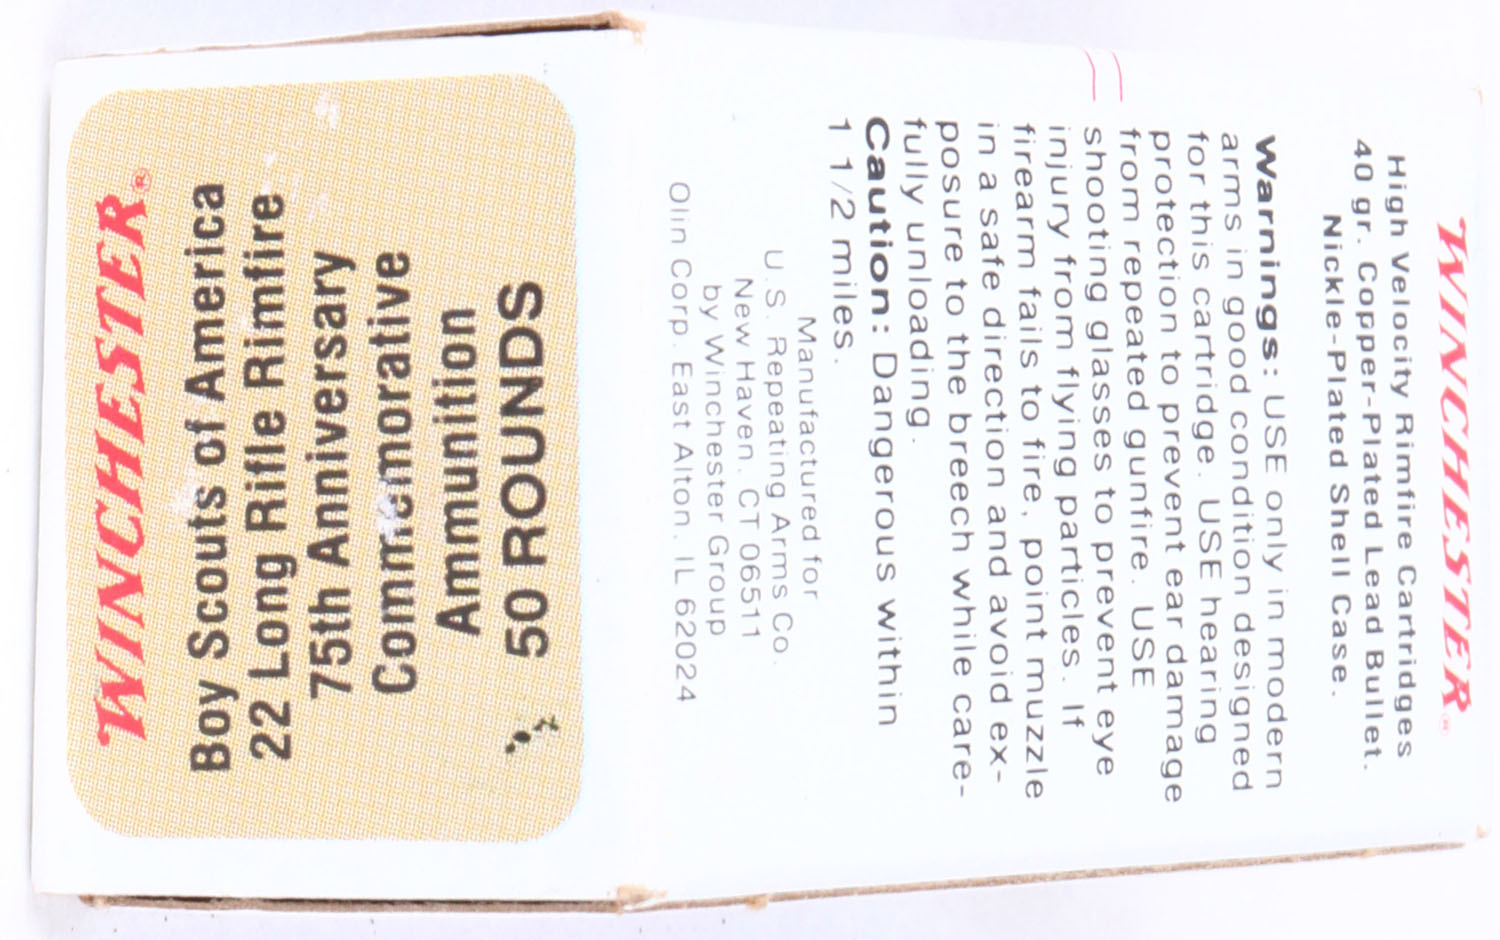 WINCHESTER®
Boy Scouts of America
22 Long Rifle Rimfire
75th Anniversary
Commemorative
Ammunition
50 ROUNDS
WINCHESTER®
High Velocity Rimfire Cartridges
40 gr. Copper-Plated Lead Bullet.
Nickle-Plated Shell Case.
Warnings: USE only in modern
arms in good condition designed
for this cartridge. USE hearing
protection to prevent ear damage
from repeated gunfire. USE
shooting glasses to prevent eye
injury from flying particles. If
firearm fails to fire, point muzzle
in a safe direction and avoid ex-
posure to the breech while care-
fully unloading.
Caution: Dangerous within
1 1/2 miles.
Manufactured for
U.S. Repeating Arms Co.
New Haven, CT 06511
by Winchester Group
Olin Corp. East Alton, IL 62024